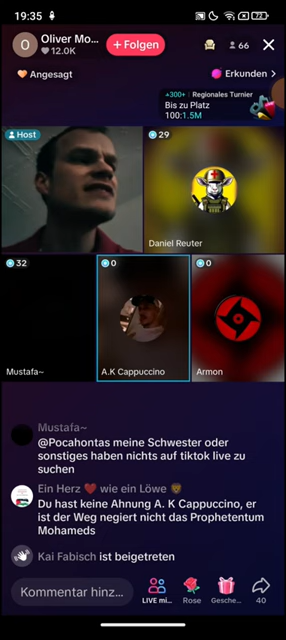 19:35
72
O
Oliver Mo...
12.0K
+ Folgen
66
Angesagt
Erkunden >
+300+ | Regionales Turnier
Bis zu Platz
100:1.5M
Host
29
Daniel Reuter
32
0
0
Mustafa~
A.K Cappuccino
Armon
Mustafa~
@Pocahontas meine Schwester oder
sonstiges haben nichts auf tiktok live zu
suchen
Ein Herz ❤️ wie ein Löwe 🦁
Du hast keine Ahnung A. K Cappuccino, er
ist der Weg negiert nicht das Prophetentum
Mohameds
Kai Fabisch ist beigetreten
Kommentar hinz...
LIVE mi...
Rose
Gesche...
40